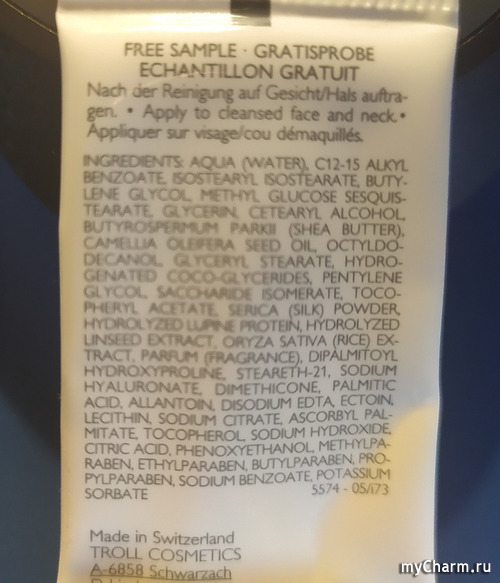 FREE SAMPLE · GRATISPROBE
ECHANTILLON GRATUIT
Nach der Reinigung auf Gesicht/Hals auftra-
gen. • Apply to cleansed face and neck.•
Appliquer sur visage/cou démaquillés.
INGREDIENTS: AQUA (WATER), C12-15 ALKYL
BENZOATE, ISOSTEARYL ISOSTEARATE, BUTY-
LENE GLYCOL, METHYL GLUCOSE SESQUIS-
TEARATE, GLYCERIN, CETEARYL ALCOHOL,
BUTYROSPERMUM PARKII (SHEA BUTTER),
CAMELLIA OLEIFERA SEED OIL, OCTYLDO-
DECANOL, GLYCERYL STEARATE, HYDRO-
GENATED COCO-GLYCERIDES, PENTYLENE
GLYCOL, SACCHARIDE ISOMERATE, TOCO-
PHERYL ACETATE, SERICA (SILK) POWDER,
HYDROLYZED LUPINE PROTEIN, HYDROLYZED
LINSEED EXTRACT, ORYZA SATIVA (RICE) EX-
TRACT, PARFUM (FRAGRANCE), DIPALMITOYL
HYDROXYPROLINE, STEARETH-21, SODIUM
HYALURONATE, DIMETHICONE, PALMITIC
ACID, ALLANTOIN, DISODIUM EDTA, ECTOIN,
LECITHIN, SODIUM CITRATE, ASCORBYL PAL-
MITATE, TOCOPHEROL, SODIUM HYDROXIDE,
CITRIC ACID, PHENOXYETHANOL, METHYLPA-
RABEN, ETHYLPARABEN, BUTYLPARABEN, PRO-
PYLPARABEN, SODIUM BENZOATE, POTASSIUM
SORBATE 5574 - 05/i73
Made in Switzerland
TROLL COSMETICS
A-6858 Schwarzach
myCharm.ru